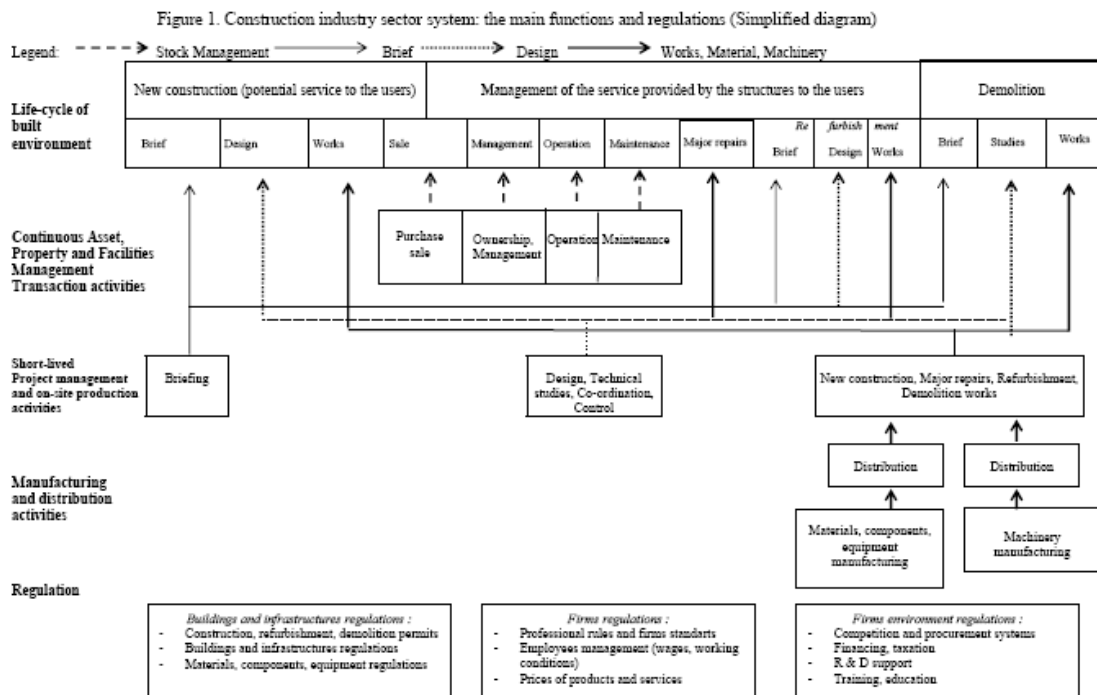 Figure 1. Construction industry sector system: the main functions and regulations (Simplified diagram)
Legend: Stock Management Brief Design Works, Material, Machinery
Life-cycle of
built
environment
New construction (potential service to the users)
Management of the service provided by the structures to the users
Demolition
Brief
Design
Works
Sale
Management
Operation
Maintenance
Major repairs
Re furbish ment
Brief
Design
Works
Brief
Studies
Works
Continuous Asset,
Property and Facilities
Management
Transaction activities
Purchase
sale
Ownership,
Management
Operation
Maintenance
Short-lived
Project management
and on-site production
activities
Briefing
Design, Technical
studies, Co-ordination,
Control
New construction, Major repairs, Refurbishment,
Demolition works
Manufacturing
and distribution
activities
Distribution
Distribution
Materials, components,
equipment
manufacturing
Machinery
manufacturing
Regulation
Buildings and infrastructures regulations :
- Construction, refurbishment, demolition permits
- Buildings and infrastructures regulations
- Materials, components, equipment regulations
Firms regulations :
- Professional rules and firms standarts
- Employees management (wages, working
conditions)
- Prices of products and services
Firms environment regulations :
- Competition and procurement systems
- Financing, taxation
- R & D support
- Training, education